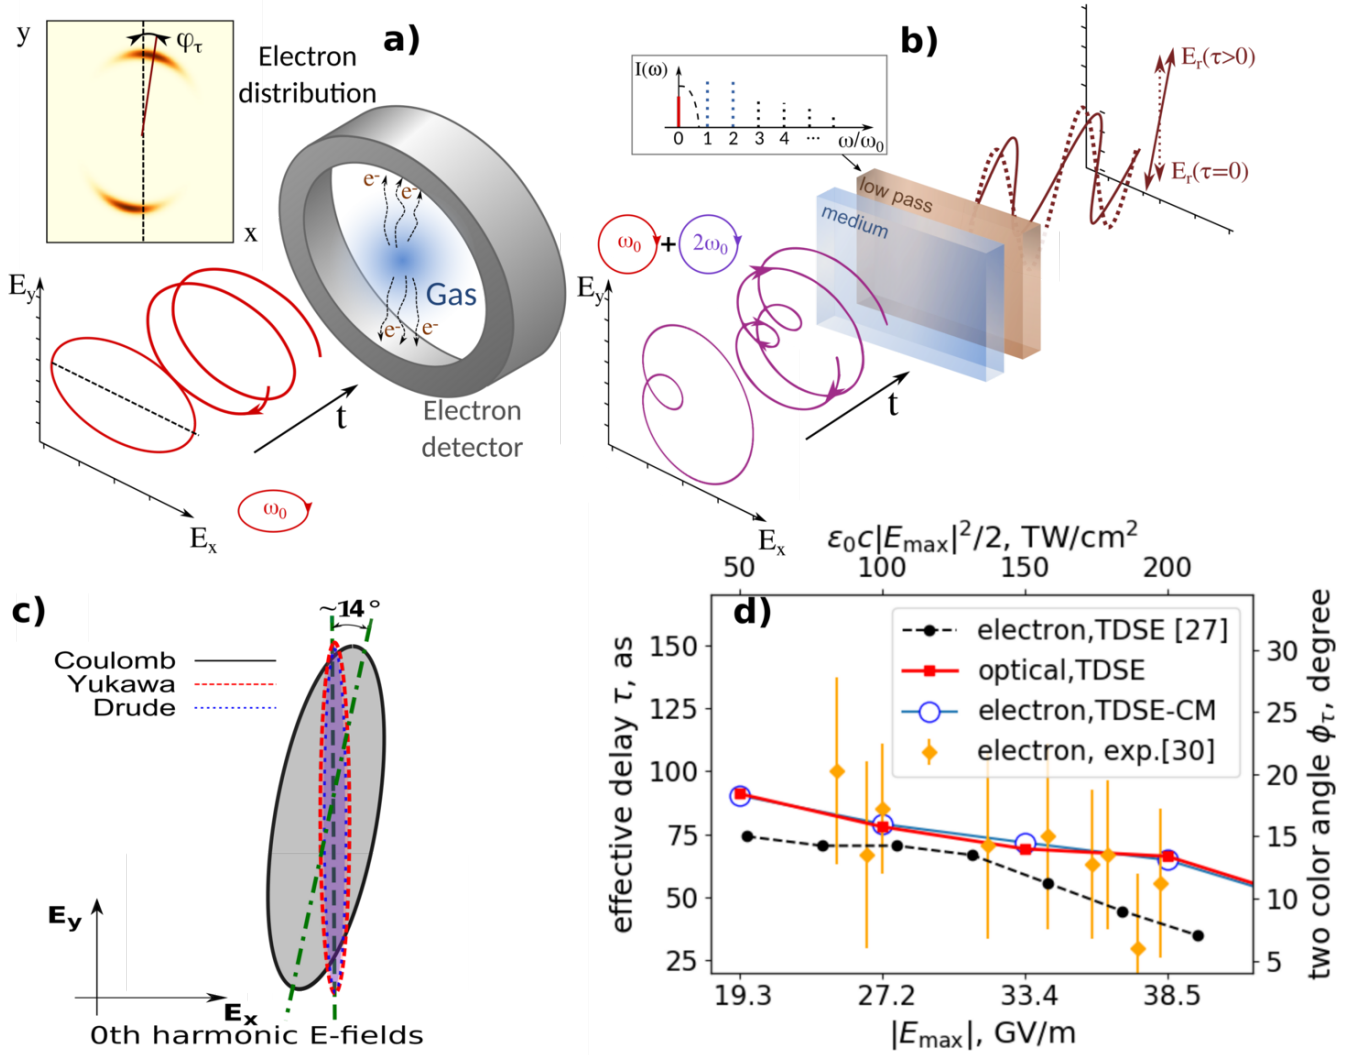 a)
y
φτ
x
Electron
distribution
e-
e-
Gas
e-
e-
Electron
detector
Ey
Ex
t
ω0
b)
I(ω)
0 1 2 3 4 ... ω/ω0
low pass
medium
Er(τ>0)
Er(τ=0)
ω0 + 2ω0
Ey
Ex
t
c)
~14°
Coulomb
Yukawa
Drude
Ey
Ex
0th harmonic E-fields
d)
ε0c|Emax|²/2, TW/cm²
50 100 150 200
electron,TDSE [27]
optical,TDSE
electron,TDSE-CM
electron, exp.[30]
effective delay τ, as
150
125
100
75
50
25
two color angle ϕτ, degree
30
25
20
15
10
5
19.3 27.2 33.4 38.5
|Emax|, GV/m